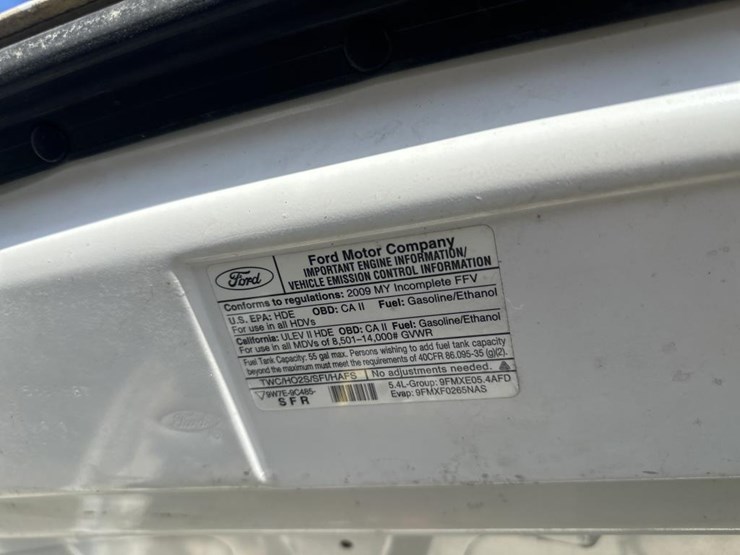 Ford
Ford Motor Company
IMPORTANT ENGINE INFORMATION/
VEHICLE EMISSION CONTROL INFORMATION
Conforms to regulations: 2009 MY Incomplete FFV
U.S. EPA: HDE OBD: CA II Fuel: Gasoline/Ethanol
For use in all HDVs
California: ULEV II HDE OBD: CA II Fuel: Gasoline/Ethanol
For use in all MDVs of 8,501-14,000# GVWR
Fuel Tank Capacity: 55 gal max. Persons wishing to add fuel tank capacity
beyond the maximum must meet the requirements of 40CFR 86.095-35 (g)(2).
TWC/HO2S/SFI/HAFS No adjustments needed.
9W7E-9C485-
SFR
5.4L-Group: 9FMXE05.4AFD
Evap: 9FMXF0265NAS